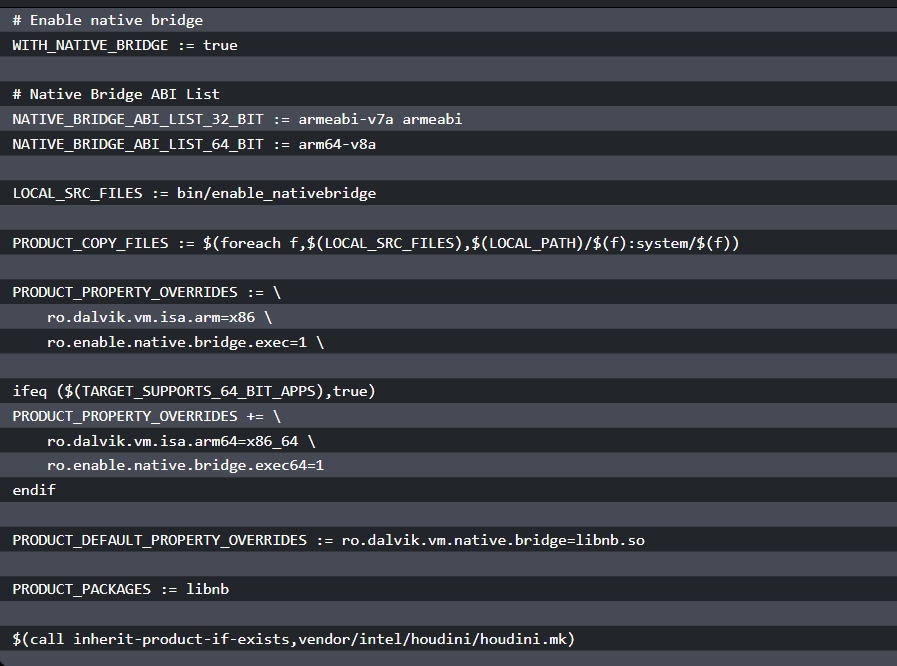 # Enable native bridge
WITH_NATIVE_BRIDGE := true
# Native Bridge ABI List
NATIVE_BRIDGE_ABI_LIST_32_BIT := armeabi-v7a armeabi
NATIVE_BRIDGE_ABI_LIST_64_BIT := arm64-v8a
LOCAL_SRC_FILES := bin/enable_nativebridge
PRODUCT_COPY_FILES := $(foreach f,$(LOCAL_SRC_FILES),$(LOCAL_PATH)/$(f):system/$(f))
PRODUCT_PROPERTY_OVERRIDES := \
    ro.dalvik.vm.isa.arm=x86 \
    ro.enable.native.bridge.exec=1 \
ifeq ($(TARGET_SUPPORTS_64_BIT_APPS),true)
PRODUCT_PROPERTY_OVERRIDES += \
    ro.dalvik.vm.isa.arm64=x86_64 \
    ro.enable.native.bridge.exec64=1
endif
PRODUCT_DEFAULT_PROPERTY_OVERRIDES := ro.dalvik.vm.native.bridge=libnb.so
PRODUCT_PACKAGES := libnb
$(call inherit-product-if-exists,vendor/intel/houdini/houdini.mk)